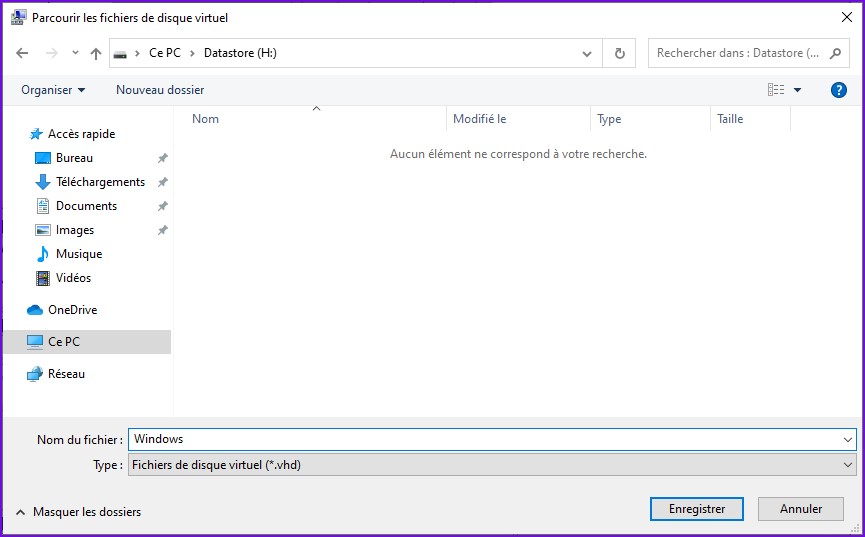 Parcourir les fichiers de disque virtuel
Ce PC > Datastore (H:)
Rechercher dans : Datastore (...
Organiser
Nouveau dossier
?
Nom
Modifié le
Type
Taille
Aucun élément ne correspond à votre recherche.
Accès rapide
Bureau
Téléchargements
Documents
Images
Musique
Vidéos
OneDrive
Ce PC
Réseau
Nom du fichier : Windows
Type : Fichiers de disque virtuel (*.vhd)
Masquer les dossiers
Enregistrer
Annuler